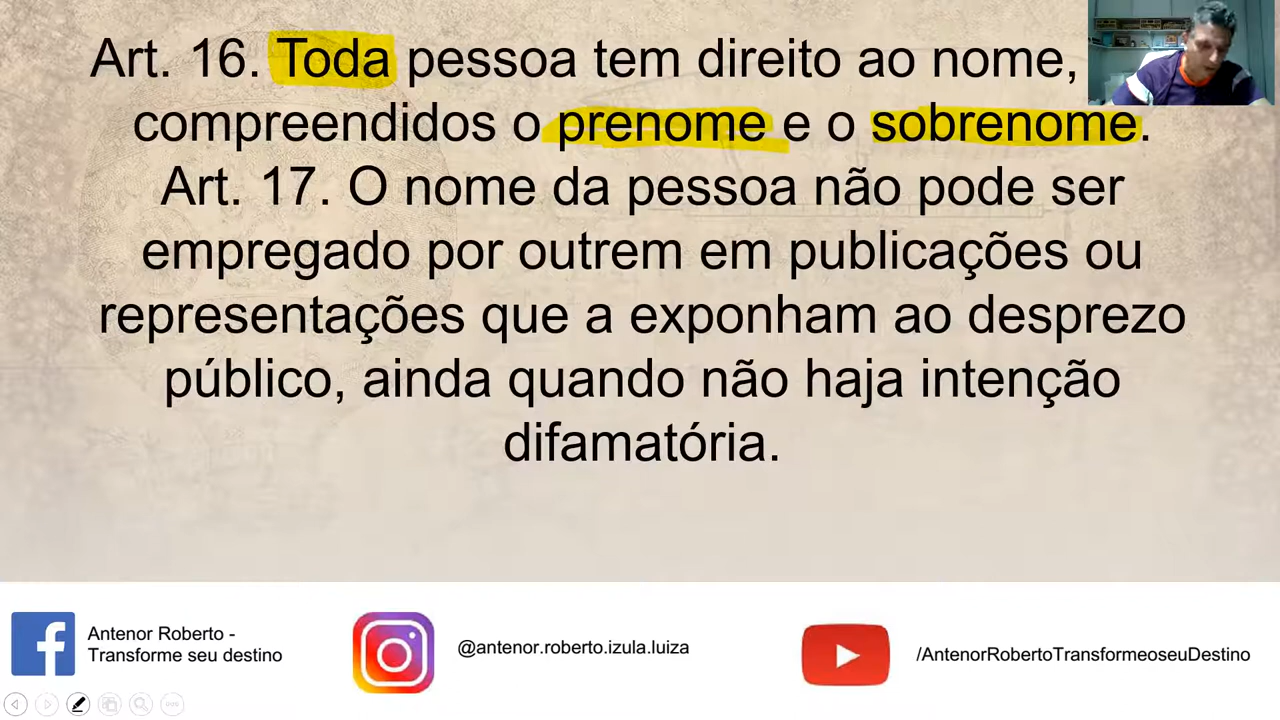 Art. 16. Toda pessoa tem direito ao nome,
compreendidos o prenome e o sobrenome.
Art. 17. O nome da pessoa não pode ser
empregado por outrem em publicações ou
representações que a exponham ao desprezo
público, ainda quando não haja intenção
difamatória.
Antenor Roberto -
Transforme seu destino
@antenor.roberto.izula.luiza
/AntenorRobertoTransformeoseuDestino